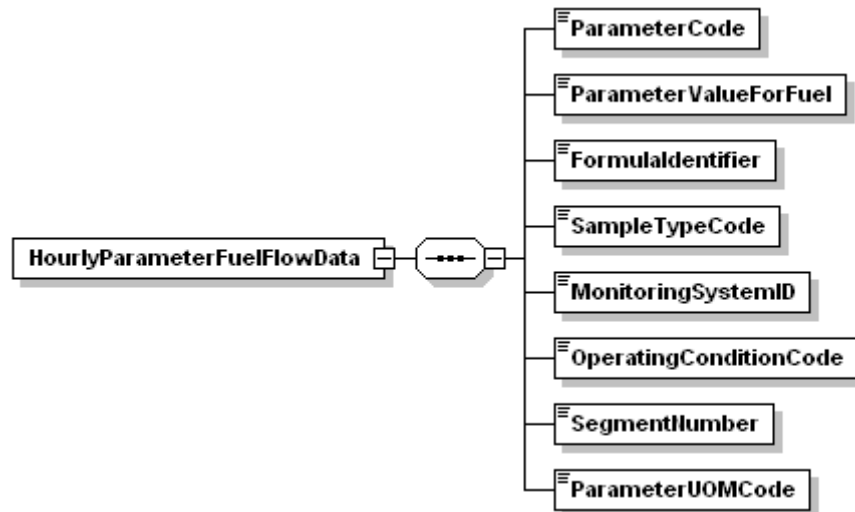 ParameterCode
ParameterValueForFuel
FormulaIdentifier
SampleTypeCode
HourlyParameterFuelFlowData
MonitoringSystemID
OperatingConditionCode
SegmentNumber
ParameterUOMCode